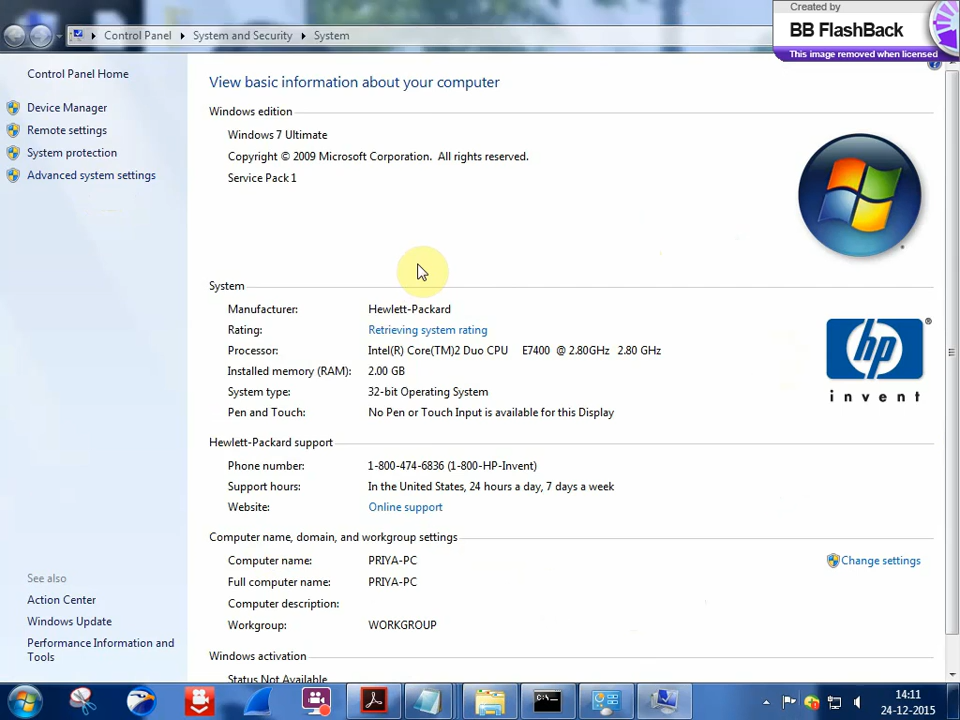 Created by
BB FlashBack
This image removed when licensed
Control Panel
System and Security
System
Control Panel Home
Device Manager
Remote settings
System protection
Advanced system settings
See also
Action Center
Windows Update
Performance Information and
Tools
View basic information about your computer
Windows edition
Windows 7 Ultimate
Copyright © 2009 Microsoft Corporation. All rights reserved.
Service Pack 1
System
Manufacturer: Hewlett-Packard
Rating: Retrieving system rating
Processor: Intel(R) Core(TM)2 Duo CPU E7400 @ 2.80GHz 2.80 GHz
Installed memory (RAM): 2.00 GB
System type: 32-bit Operating System
Pen and Touch: No Pen or Touch Input is available for this Display
hp®
invent
Hewlett-Packard support
Phone number: 1-800-474-6836 (1-800-HP-Invent)
Support hours: In the United States, 24 hours a day, 7 days a week
Website: Online support
Computer name, domain, and workgroup settings
Computer name: PRIYA-PC
Change settings
Full computer name: PRIYA-PC
Computer description:
Workgroup: WORKGROUP
Windows activation
Status Not Available
14:11
24-12-2015